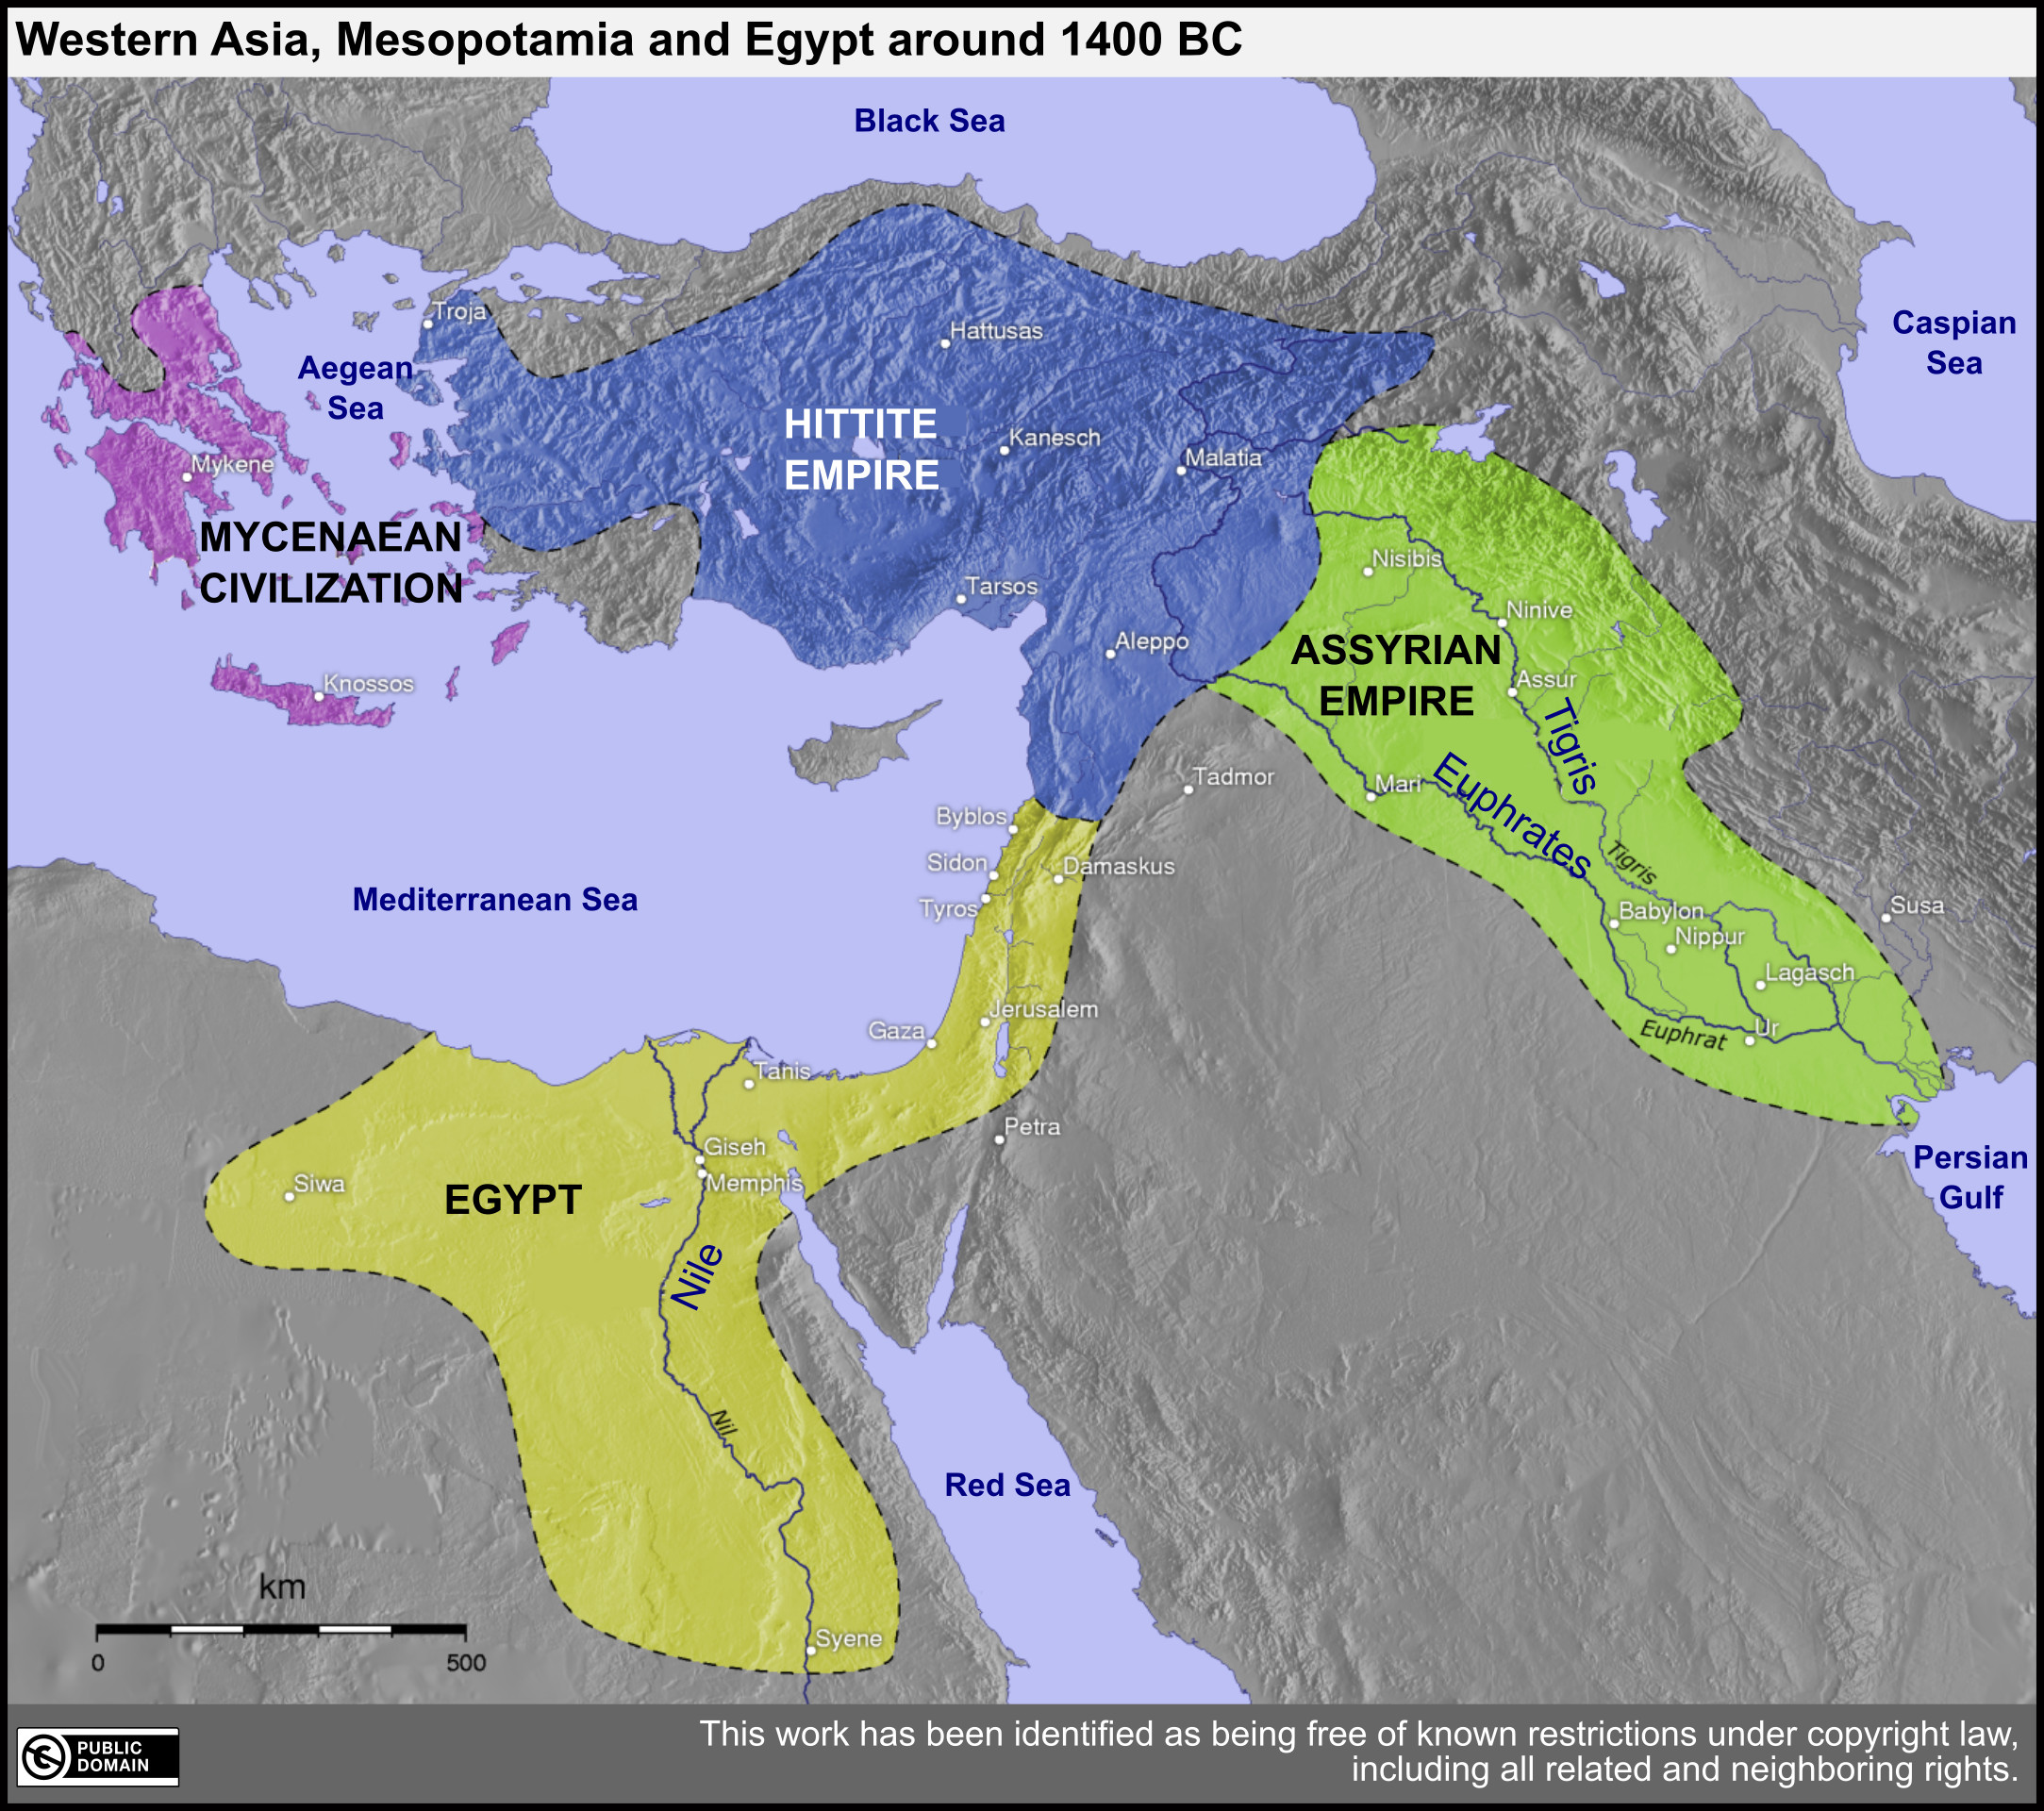 Western Asia, Mesopotamia and Egypt around 1400 BC
Black Sea
Caspian
Sea
Troja
Hattusas
Aegean
Sea
HITTITE
EMPIRE
Kanesch
Malatia
Mykene
MYCENAEAN
CIVILIZATION
Nisibis
Tarsos
Ninive
Aleppo
ASSYRIAN
EMPIRE
Assur
Knossos
Tigris
Tadmor
Mari
Euphrates
Byblos
Sidon
Damaskus
Tigris
Mediterranean Sea
Tyros
Babylon
Susa
Nippur
Lagasch
Jerusalem
Gaza
Euphrat
Ur
Tanis
Petra
Giseh
Memphis
Siwa
EGYPT
Persian
Gulf
Nile
Nil
Red Sea
km
0 500
Syene
PUBLIC
DOMAIN
This work has been identified as being free of known restrictions under copyright law,
including all related and neighboring rights.